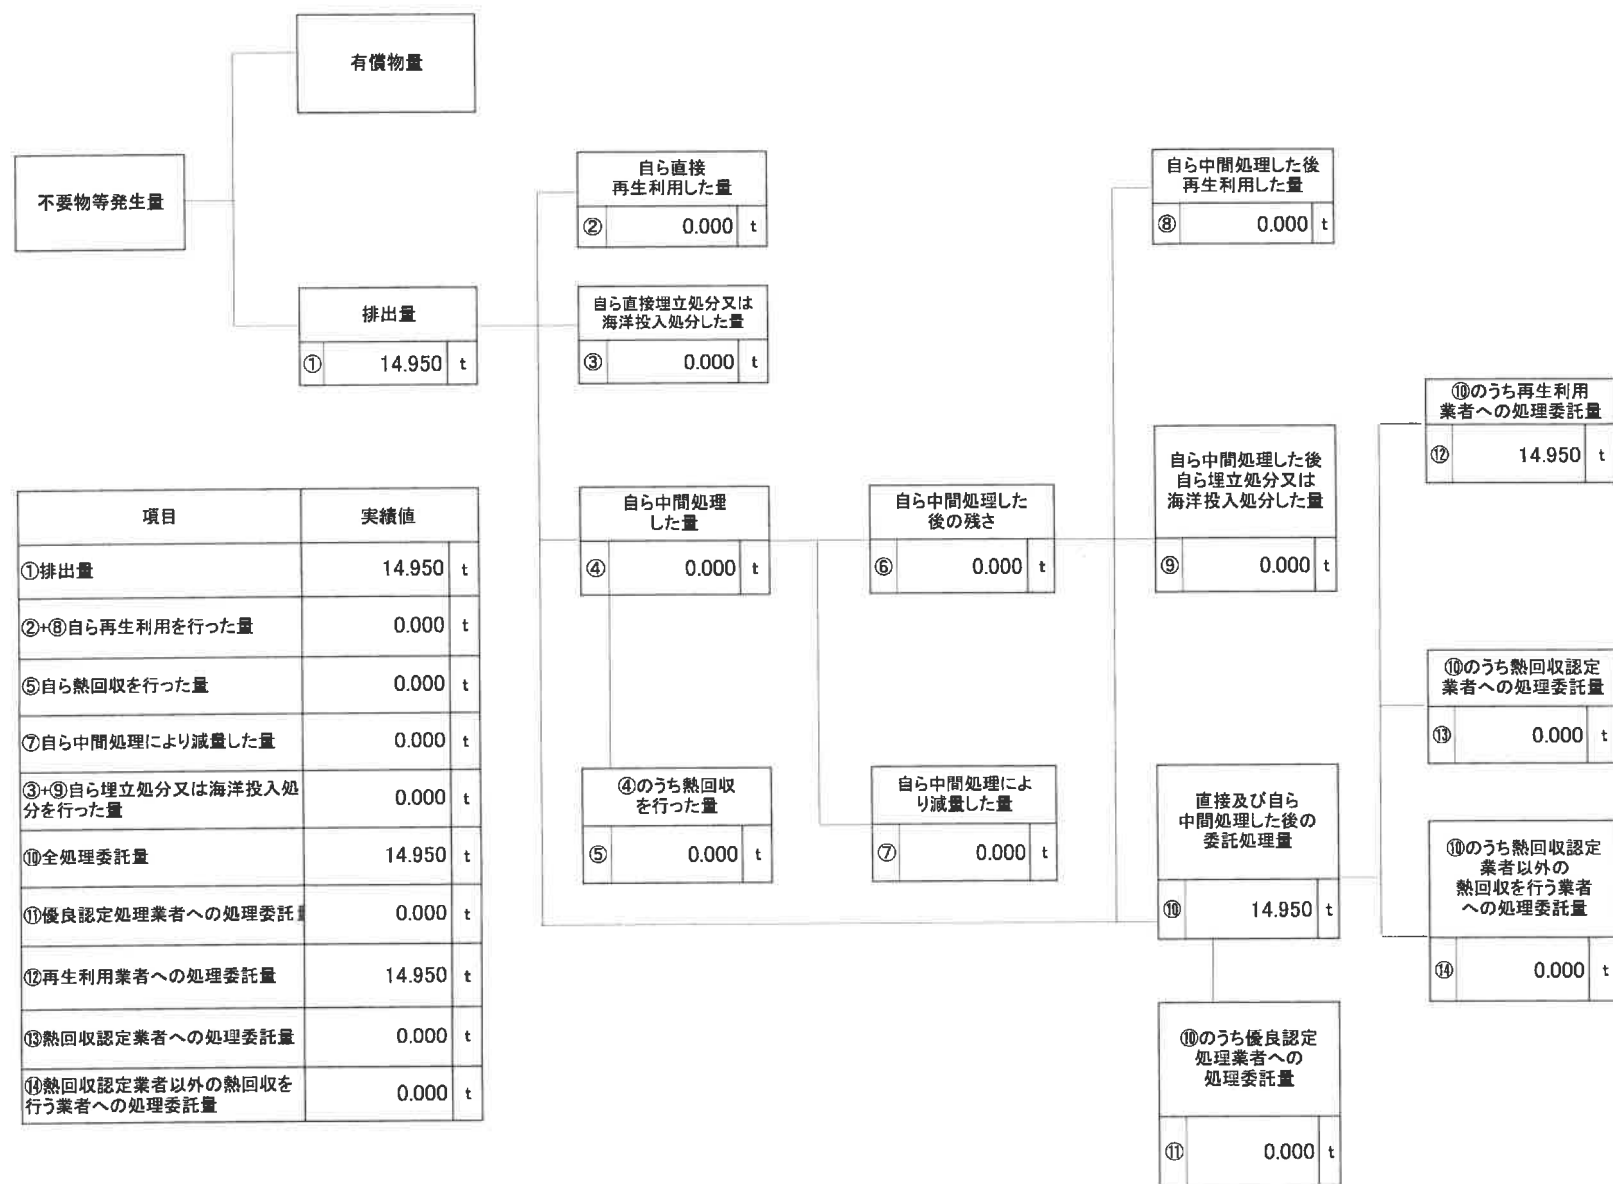 有償物量
不要物等発生量
排出量
① 14.950 t
自ら直接
再生利用した量
② 0.000 t
自ら直接埋立処分又は
海洋投入処分した量
③ 0.000 t
自ら中間処理
した量
④ 0.000 t
④のうち熱回収
を行った量
⑤ 0.000 t
自ら中間処理した
後の残さ
⑥ 0.000 t
自ら中間処理によ
り減量した量
⑦ 0.000 t
自ら中間処理した後
再生利用した量
⑧ 0.000 t
自ら中間処理した後
自ら埋立処分又は
海洋投入処分した量
⑨ 0.000 t
直接及び自ら
中間処理した後の
委託処理量
⑩ 14.950 t
⑩のうち優良認定
処理業者への
処理委託量
⑪ 0.000 t
⑩のうち再生利用
業者への処理委託量
⑫ 14.950 t
⑩のうち熱回収認定
業者への処理委託量
⑬ 0.000 t
⑩のうち熱回収認定
業者以外の
熱回収を行う業者
への処理委託量
⑭ 0.000 t
項目 実績値
①排出量 14.950 t
②+⑧自ら再生利用を行った量 0.000 t
⑤自ら熱回収を行った量 0.000 t
⑦自ら中間処理により減量した量 0.000 t
③+⑨自ら埋立処分又は海洋投入処
分を行った量 0.000 t
⑩全処理委託量 14.950 t
⑪優良認定処理業者への処理委託 0.000 t
⑫再生利用業者への処理委託量 14.950 t
⑬熱回収認定業者への処理委託量 0.000 t
⑭熱回収認定業者以外の熱回収を
行う業者への処理委託量 0.000 t